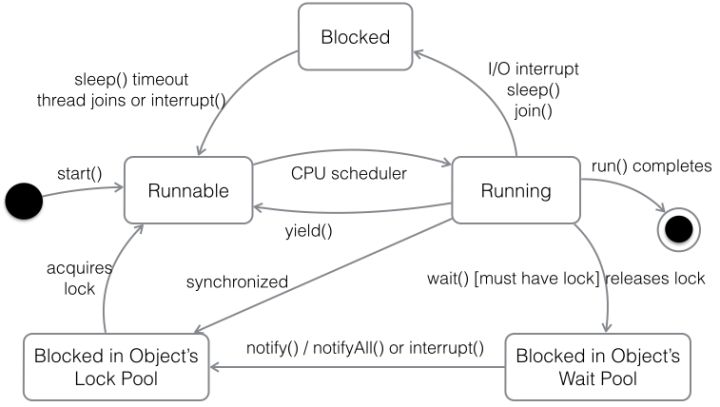 Blocked
sleep() timeout
thread joins or interrupt()
I/O interrupt
sleep()
join()
start()
Runnable
CPU scheduler
Running
run() completes
yield()
acquires
lock
synchronized
wait() [must have lock] releases lock
Blocked in Object's
Lock Pool
notify() / notifyAll() or interrupt()
Blocked in Object's
Wait Pool